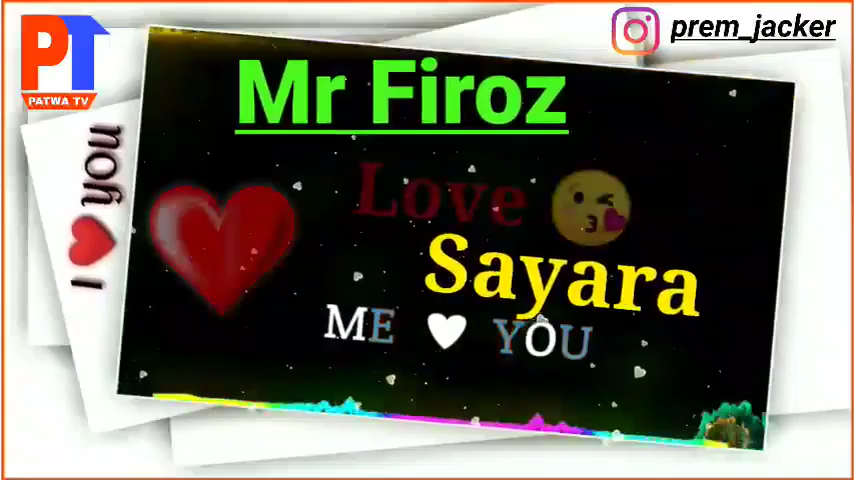 PT
PATWA TV
prem_jacker
Mr Firoz
I ❤ you
Love 😘
Sayara
ME 🤍 YOU